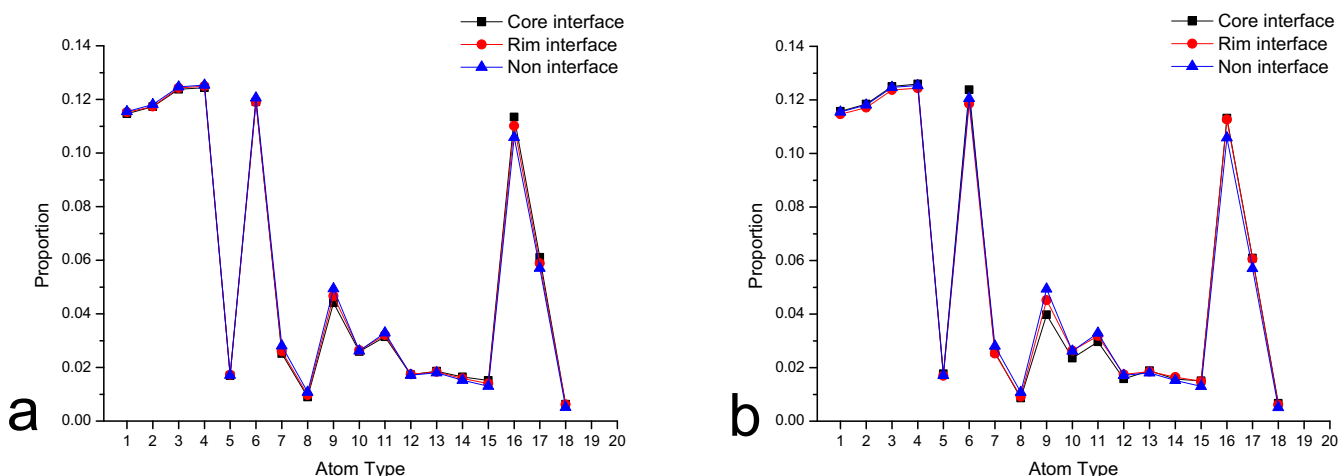 Core interface
Rim interface
Non interface
0.14
0.12
0.10
0.08
0.06
0.04
0.02
0.00
Proportion
1 2 3 4 5 6 7 8 9 10 11 12 13 14 15 16 17 18 19 20
Atom Type
a
Core interface
Rim interface
Non interface
0.14
0.12
0.10
0.08
0.06
0.04
0.02
0.00
Proportion
1 2 3 4 5 6 7 8 9 10 11 12 13 14 15 16 17 18 19 20
Atom Type
b